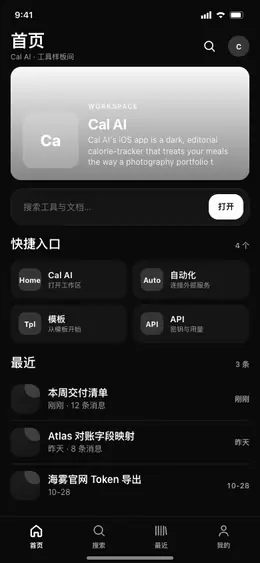 9:41
首页
Cal AI · 工具样板间
C
WORKSPACE
Ca
Cal AI
Cal AI's iOS app is a dark, editorial
calorie-tracker that treats your meals
the way a photography portfolio t
搜索工具与文档...
打开
快捷入口
4 个
Home
Cal AI
打开工作区
Auto
自动化
连接外部服务
Tpl
模板
从模板开始
API
API
密钥与用量
最近
3 条
本周交付清单
刚刚 · 12 条消息
刚刚
Atlas 对账字段映射
昨天 · 8 条消息
昨天
海雾官网 Token 导出
10-28
10-28
首页
搜索
最近
我的